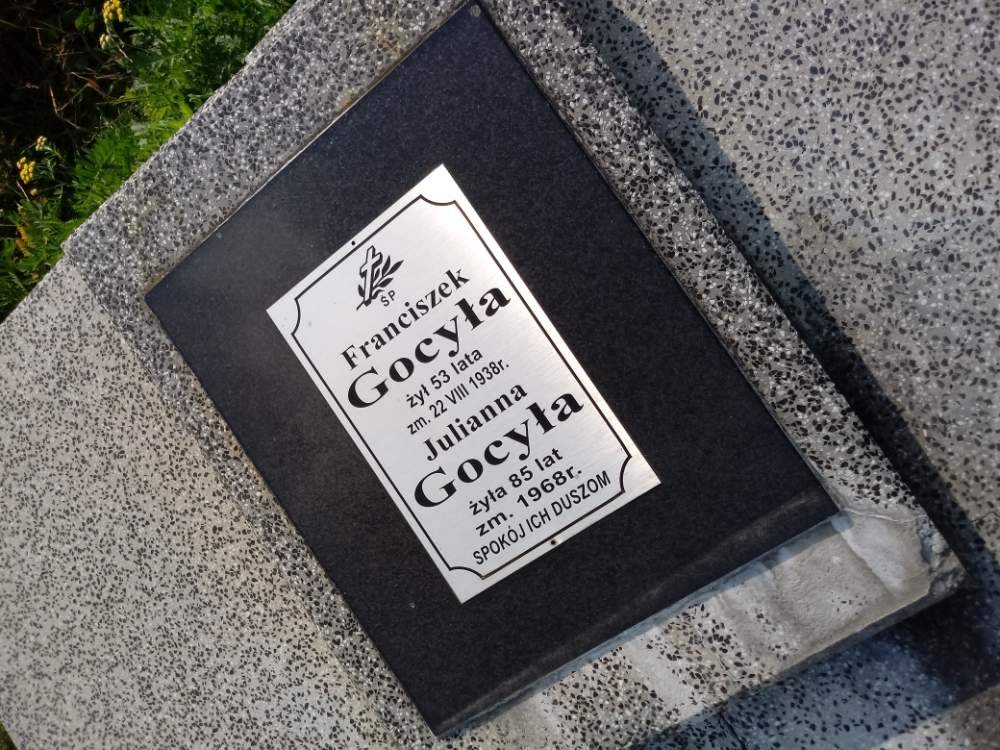 ŚP
Franciszek
Gocyła
żył 53 lata
zm. 22 VIII 1938r.
Julianna
Gocyła
żyła 85 lat
zm. 1968r.
SPOKÓJ ICH DUSZOM